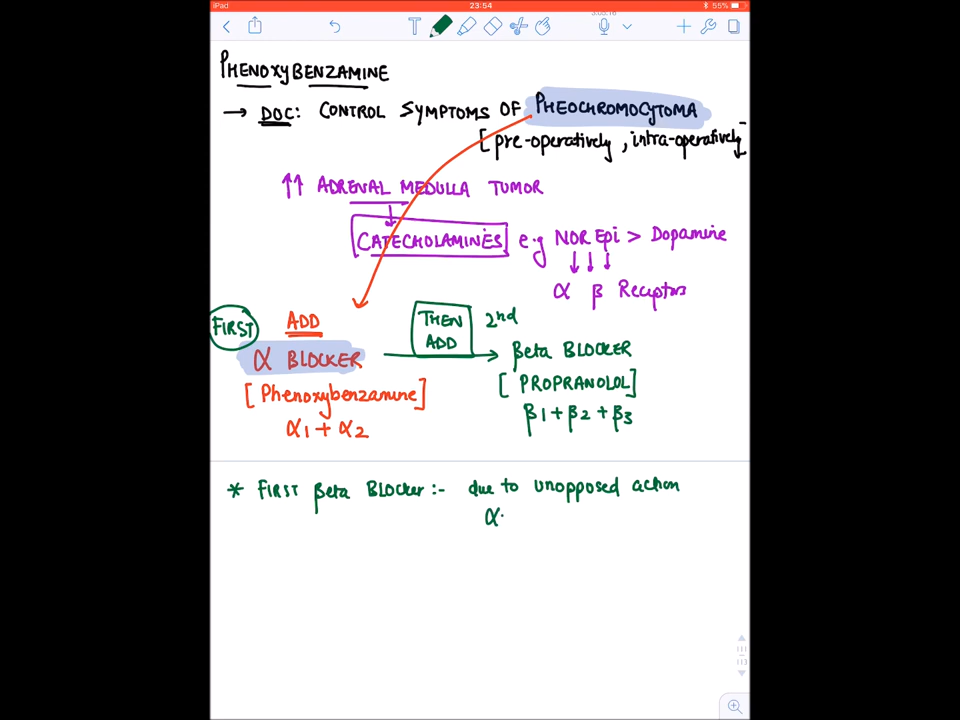 iPad 23:54 55%
T
PHENOXYBENZAMINE
→ DOC: CONTROL SYMPTOMS OF PHEOCHROMOCYTOMA
[pre-operatively, intra-operatively]
↑↑ ADRENAL MEDULLA TUMOR
CATECHOLAMINES e.g NOR Epi > Dopamine
α β Receptors
FIRST ADD THEN ADD 2nd
α BLOCKER → Beta BLOCKER
[Phenoxybenzamine] [PROPRANOLOL]
α1 + α2 β1 + β2 + β3
* FIRST Beta BLOCKER :- due to unopposed action
α.